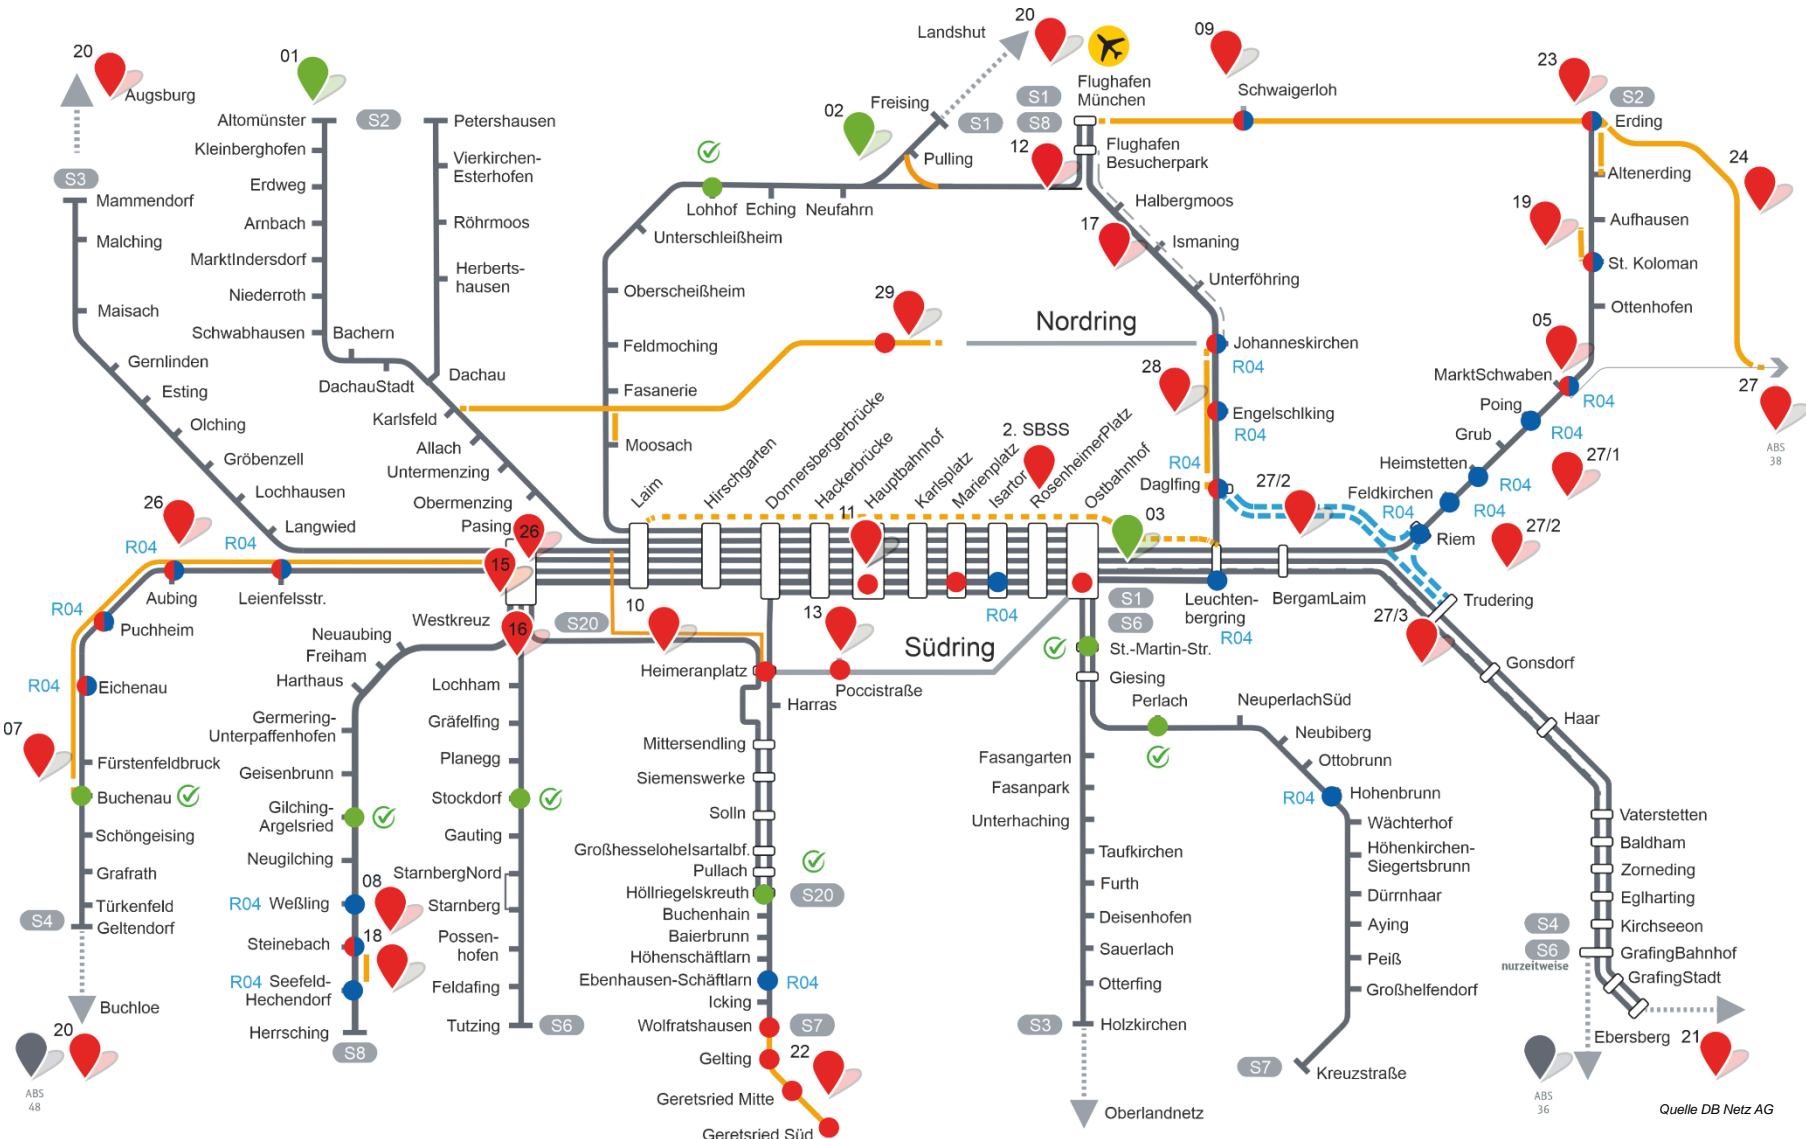 20
Augsburg
S3
Mammendorf
Malching
Maisach
Gernlinden
Esting
Olching
Gröbenzell
Lochhausen
Langwied
01
Altomünster
S2
Kleinberghofen
Erdweg
Arnbach
MarktIndersdorf
Niederroth
Schwabhausen
Bachern
DachauStadt
Petershausen
Vierkirchen-
Esterhofen
Röhrmoos
Herberts-
hausen
Dachau
Karlsfeld
Allach
Untermenzing
Obermenzing
Pasing
Landshut
20
Freising
S1
02
Pulling
Lohhof
Eching
Neufahrn
Unterschleißheim
Oberscheißheim
Feldmoching
Fasanerie
Moosach
29
Nordring
S1
S8
Flughafen
München
12
Flughafen
Besucherpark
Halbergmoos
17
Ismaning
Unterföhring
Johanneskirchen
R04
28
Engelschlking
R04
R04
Daglfing
09
Schwaigerloh
23
S2
Erding
24
Altenerding
19
Aufhausen
St. Koloman
Ottenhofen
05
MarktSchwaben
R04
27
ABS
38
Poing
R04
Grub
27/1
Heimstetten
R04
Feldkirchen
R04
R04
27/2
Riem
27/2
26
R04
R04
Aubing
Leienfelsstr.
R04
Puchheim
R04
Eichenau
07
Fürstenfeldbruck
Buchenau
Schöngeising
Grafrath
Türkenfeld
S4
Geltendorf
Buchloe
20
ABS
48
26
15
16
Westkreuz
S20
Neuaubing
Freiham
Harthaus
Germering-
Unterpaffenhofen
Geisenbrunn
Gilching-
Argelsried
Neugilching
08
R04
Weßling
18
Steinebach
R04
Seefeld-
Hechendorf
Herrsching
S8
Lochham
Gräfelfing
Planegg
Stockdorf
Gauting
StarnbergNord
Starnberg
Possen-
hofen
Feldafing
Tutzing
S6
Laim
Hirschgarten
Donnersbergerbrücke
Hackerbrücke
Hauptbahnhof
Karlsplatz
Marienplatz
Isartor
RosenheimerPlatz
Ostbahnhof
2. SBSS
11
03
R04
10
13
Südring
Heimeranplatz
Poccistraße
Harras
Mittersendling
Siemenswerke
Solln
GroßhesseloheIsartalbf.
Pullach
Höllriegelskreuth
S20
Buchenhain
Baierbrunn
Höhenschäftlarn
Ebenhausen-Schäftlarn
R04
Icking
Wolfratshausen
S7
Gelting
22
Geretsried Mitte
Geretsried Süd
S1
S6
Leuchten-
bergring
R04
BergamLaim
Trudering
27/3
Gonsdorf
Haar
Vaterstetten
Baldham
Zorneding
Eglharting
S4
Kirchseeon
S6
nurzeitweise
GrafingBahnhof
GrafingStadt
Ebersberg
21
ABS
36
St.-Martin-Str.
Giesing
Perlach
NeuperlachSüd
Neubiberg
Ottobrunn
R04
Hohenbrunn
Wächterhof
Höhenkirchen-
Siegertsbrunn
Dürrnhaar
Aying
Peiß
Großhelfendorf
S7
Kreuzstraße
Fasangarten
Fasanpark
Unterhaching
Taufkirchen
Furth
Deisenhofen
Sauerlach
Otterfing
S3
Holzkirchen
Oberlandnetz
Quelle DB Netz AG